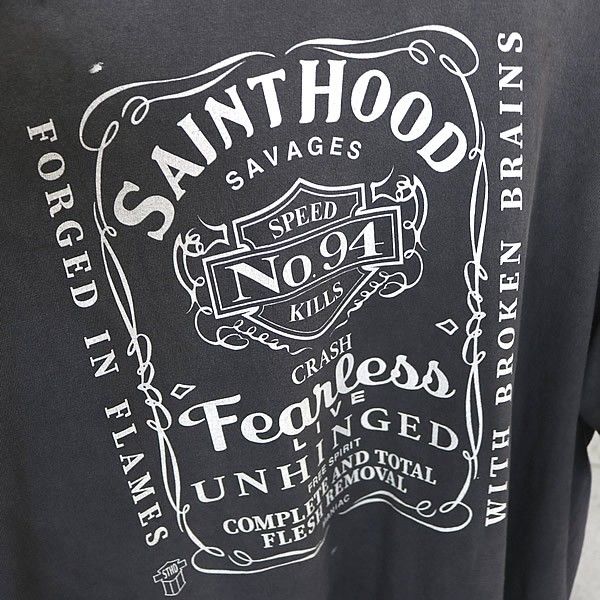 SAINTHOOD
SAVAGES
SPEED
No. 94
KILLS
CRASH
Fearless
LIVE
UNHINGED
FREE SPIRIT
COMPLETE AND TOTAL
FLESH REMOVAL
MANIAC
FORGED IN FLAMES
WITH BROKEN BRAINS
STHD